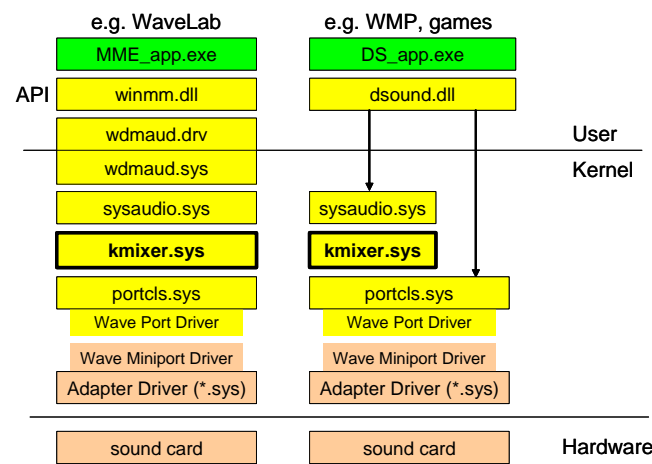 e.g. WaveLab e.g. WMP, games
MME_app.exe DS_app.exe
API winmm.dll dsound.dll
wdmaud.drv User
wdmaud.sys Kernel
sysaudio.sys sysaudio.sys
kmixer.sys kmixer.sys
portcls.sys portcls.sys
Wave Port Driver Wave Port Driver
Wave Miniport Driver Wave Miniport Driver
Adapter Driver (*.sys) Adapter Driver (*.sys)
sound card sound card Hardware